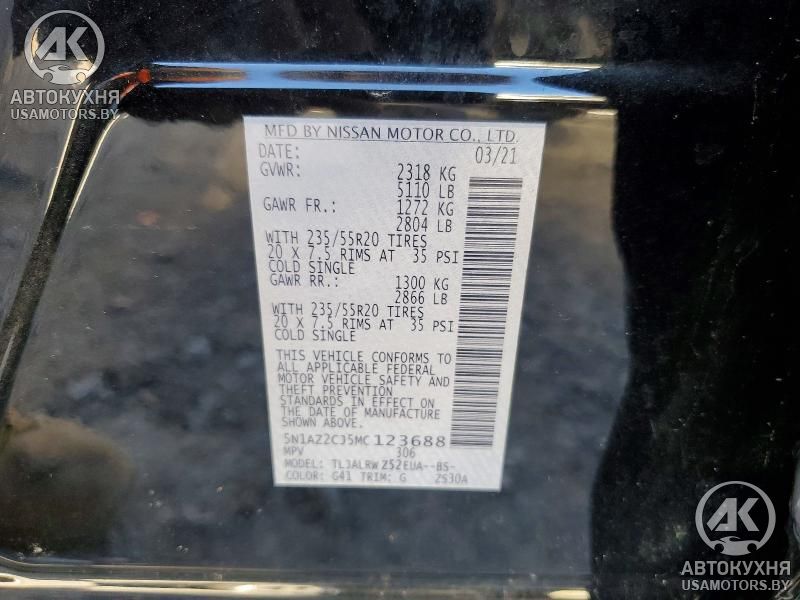 AK
АВТОКУХНЯ
USAMOTORS.BY
MFD BY NISSAN MOTOR CO., LTD.
DATE: 03/21
GVWR: 2318 KG
5110 LB
GAWR FR.: 1272 KG
2804 LB
WITH 235/55R20 TIRES
20 X 7.5 RIMS AT 35 PSI
COLD SINGLE
GAWR RR.: 1300 KG
2866 LB
WITH 235/55R20 TIRES
20 X 7.5 RIMS AT 35 PSI
COLD SINGLE
THIS VEHICLE CONFORMS TO
ALL APPLICABLE FEDERAL
MOTOR VEHICLE SAFETY AND
THEFT PREVENTION
STANDARDS IN EFFECT ON
THE DATE OF MANUFACTURE
SHOWN ABOVE.
5N1AZ2CJ5MC123688
MPV 306
MODEL: TLJALRW Z52EUA--BS-
COLOR: G41 TRIM: G Z530A
AK
АВТОКУХНЯ
USAMOTORS.BY